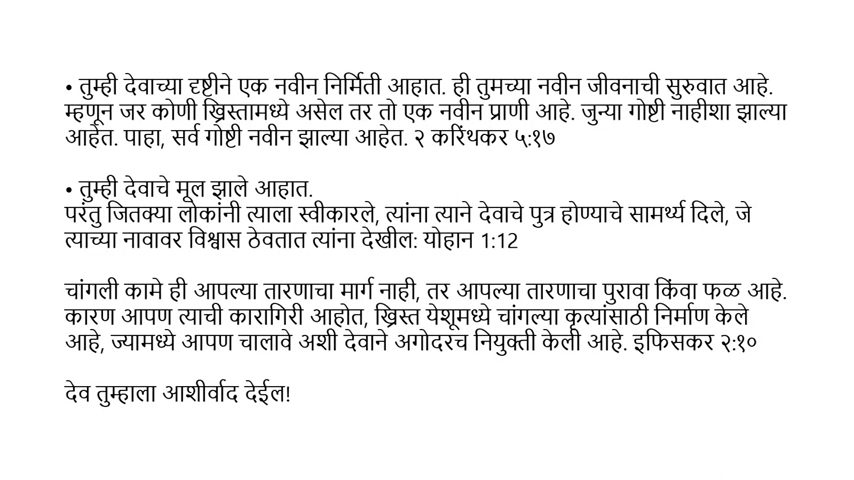 • तुम्ही देवाच्या दृष्टीने एक नवीन निर्मिती आहात. ही तुमच्या नवीन जीवनाची सुरुवात आहे.
म्हणून जर कोणी ख्रिस्तामध्ये असेल तर तो एक नवीन प्राणी आहे. जुन्या गोष्टी नाहीशा झाल्या
आहेत. पाहा, सर्व गोष्टी नवीन झाल्या आहेत. २ करिंथकर ५:१७
• तुम्ही देवाचे मूल झाले आहात.
परंतु जितक्या लोकांनी त्याला स्वीकारले, त्यांना त्याने देवाचे पुत्र होण्याचे सामर्थ्य दिले, जे
त्याच्या नावावर विश्वास ठेवतात त्यांना देखील: योहान 1:12
चांगली कामे ही आपल्या तारणाचा मार्ग नाही, तर आपल्या तारणाचा पुरावा किंवा फळ आहे.
कारण आपण त्याची कारागिरी आहोत, ख्रिस्त येशूमध्ये चांगल्या कृत्यांसाठी निर्माण केले
आहे, ज्यामध्ये आपण चालावे अशी देवाने अगोदरच नियुक्ती केली आहे. इफिसकर २:१०
देव तुम्हाला आशीर्वाद देईल!